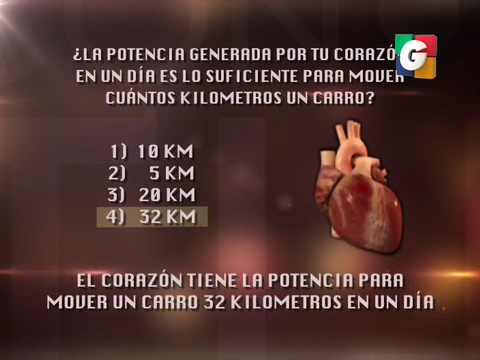 ¿LA POTENCIA GENERADA POR TU CORAZÓN
G
EN UN DÍA ES LO SUFICIENTE PARA MOVER
CUÁNTOS KILOMETROS UN CARRO?
1) 10 KM
2) 5 KM
3) 20 KM
4) 32 KM
EL CORAZÓN TIENE LA POTENCIA PARA
MOVER UN CARRO 32 KILOMETROS EN UN DÍA